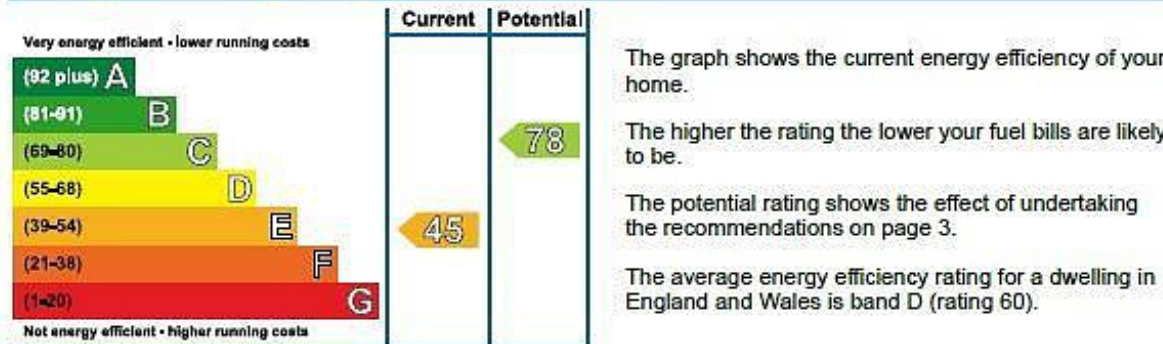 Current Potential
Very energy efficient - lower running costs
(92 plus) A
(81-91) B
(69-80) C
78
(55-68) D
(39-54) E
45
(21-38) F
(1-20) G
Not energy efficient - higher running costs
The graph shows the current energy efficiency of your
home.
The higher the rating the lower your fuel bills are likely
to be.
The potential rating shows the effect of undertaking
the recommendations on page 3.
The average energy efficiency rating for a dwelling in
England and Wales is band D (rating 60).